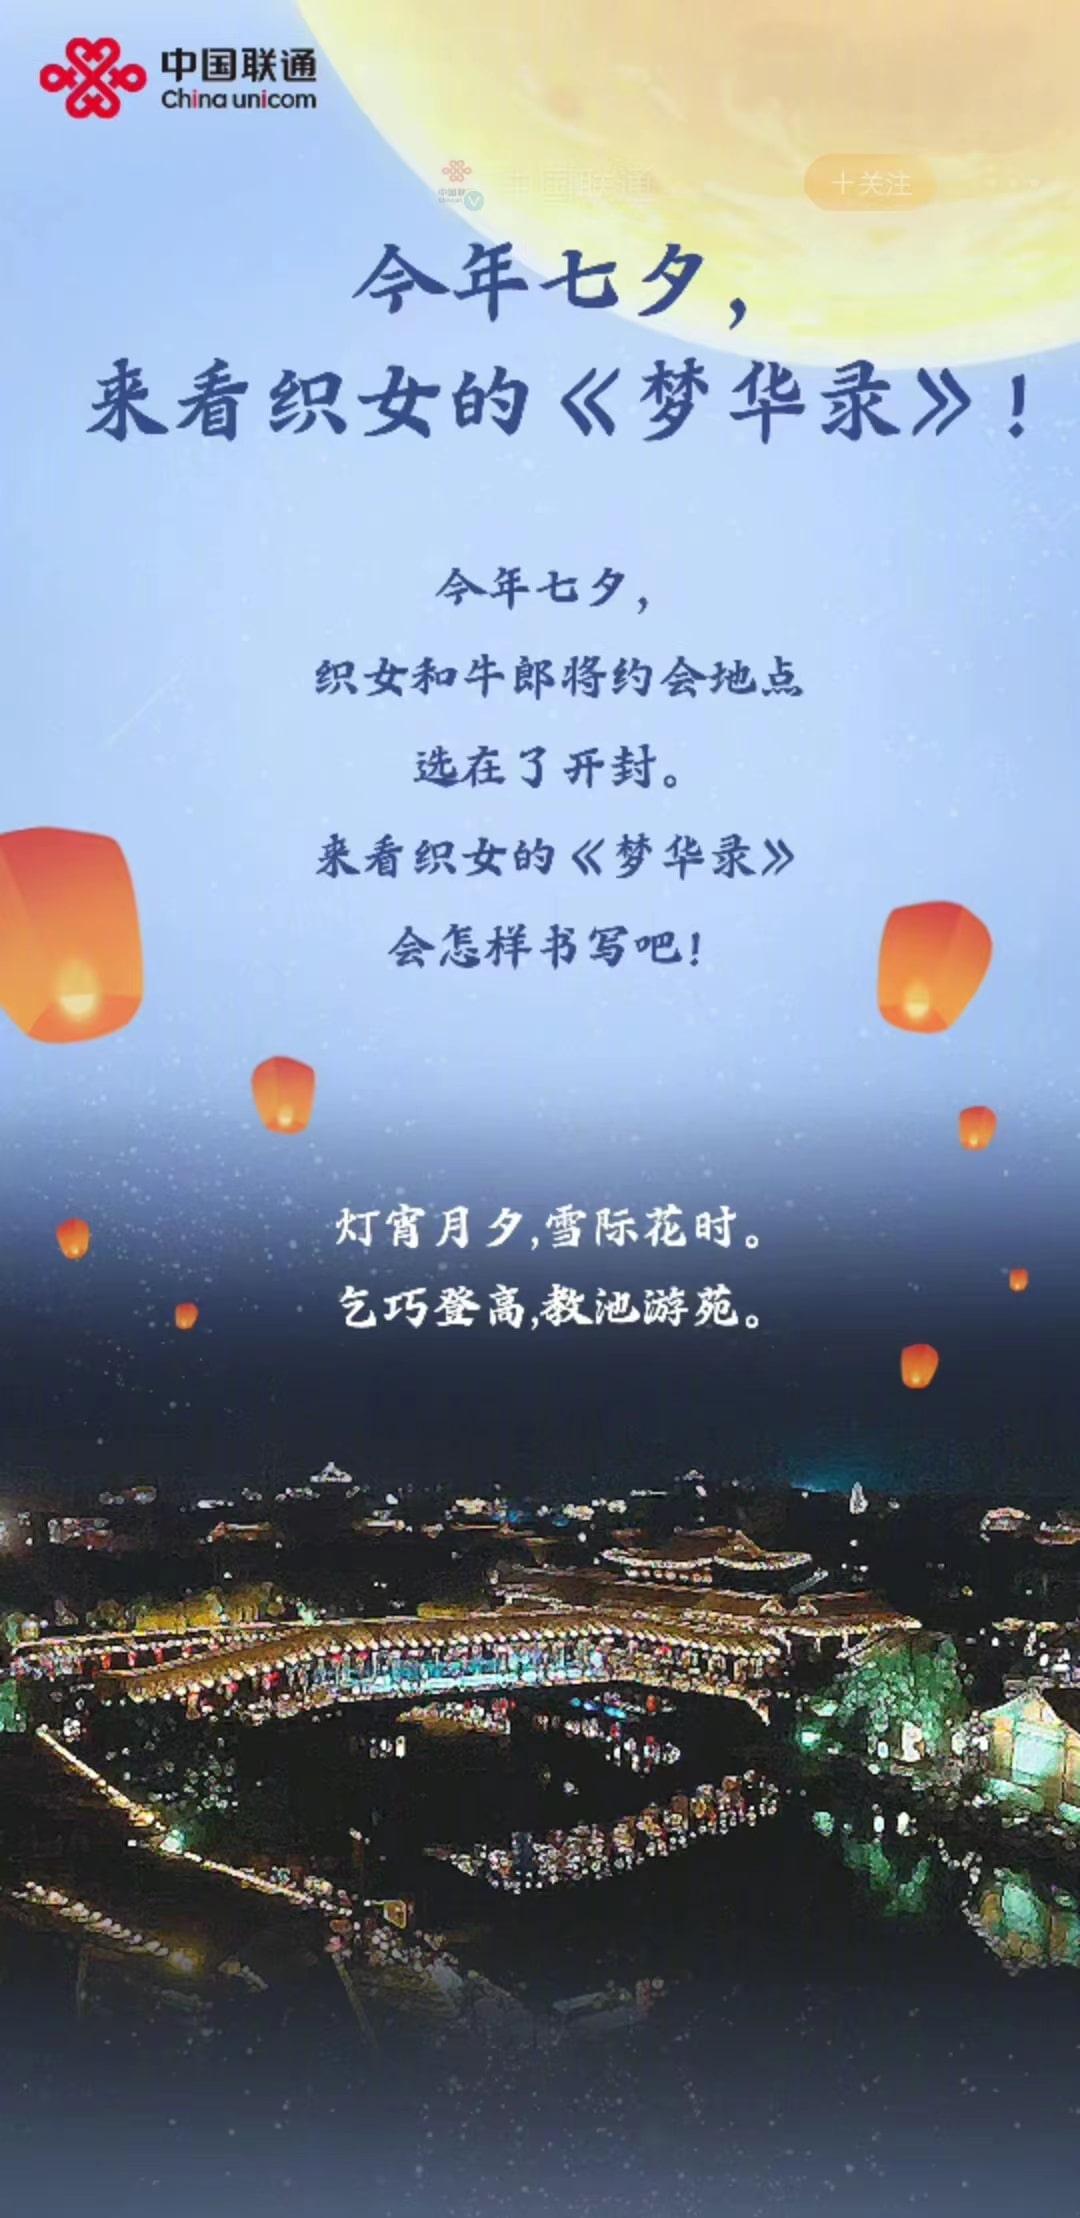 中国联通
China unicom
中国联通
十关注
今年七夕，
来看织女的《梦华录》！
今年七夕，
织女和牛郎将约会地点
选在了开封。
来看织女的《梦华录》
会怎样书写吧！
灯宵月夕,雪际花时。
乞巧登高,教池游苑。